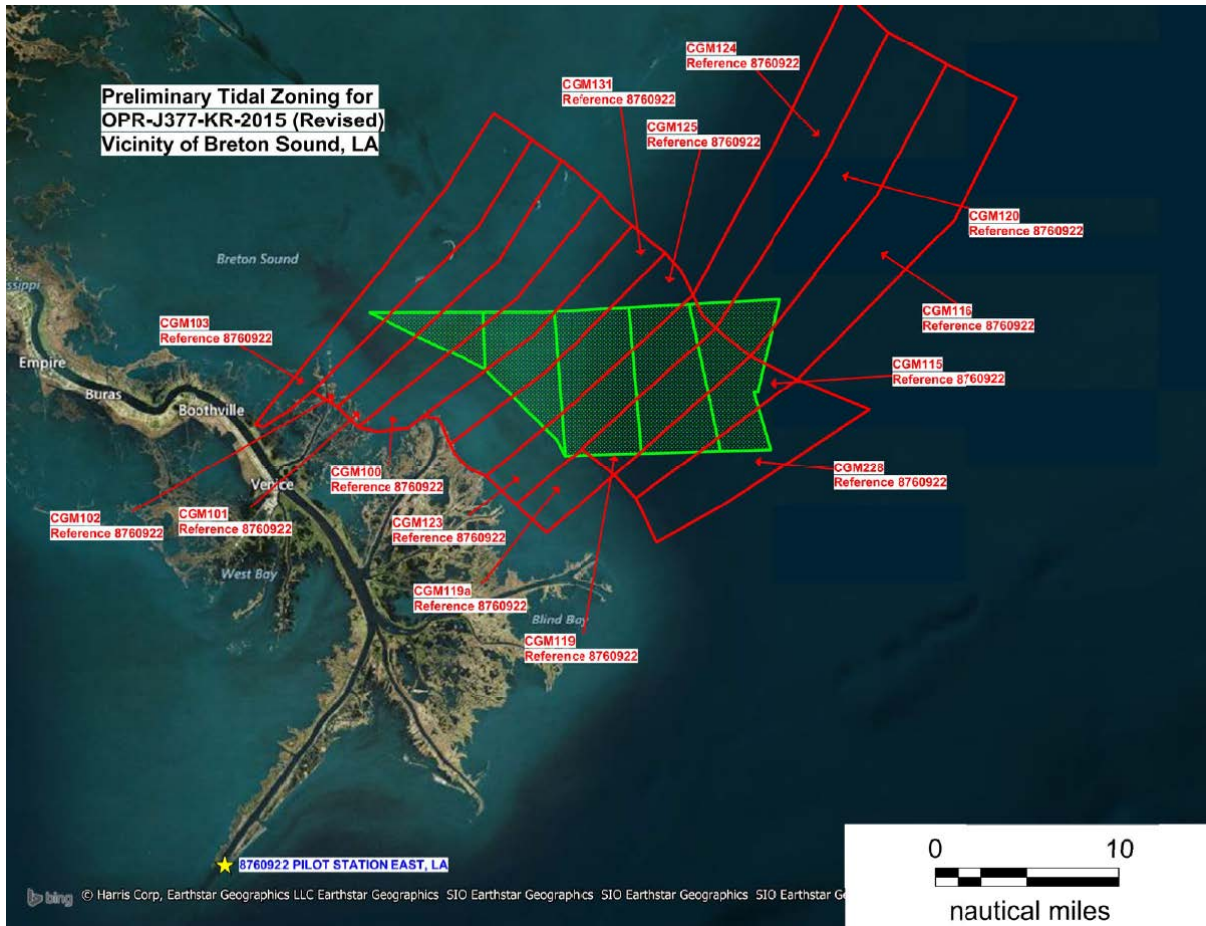 Preliminary Tidal Zoning for
OPR-J377-KR-2015 (Revised)
Vicinity of Breton Sound, LA
CGM124
Reference 8760922
CGM131
Reference 8760922
CGM125
Reference 8760922
CGM120
Reference 8760922
Breton Sound
ssippi
CGM116
Reference 8760922
CGM103
Reference 8760922
Empire
Buras
Boothville
CGM115
Reference 8760922
Venice
CGM100
Reference 8760922
CGM228
Reference 8760922
CGM102
Reference 8760922
CGM101
Reference 8760922
CGM123
Reference 8760922
West Bay
CGM119a
Reference 8760922
Blind Bay
CGM119
Reference 8760922
8760922 PILOT STATION EAST, LA
0 10
nautical miles
bing © Harris Corp, Earthstar Geographics LLC Earthstar Geographics SIO Earthstar Geographics SIO Earthstar Geographics SIO Earthstar Ge